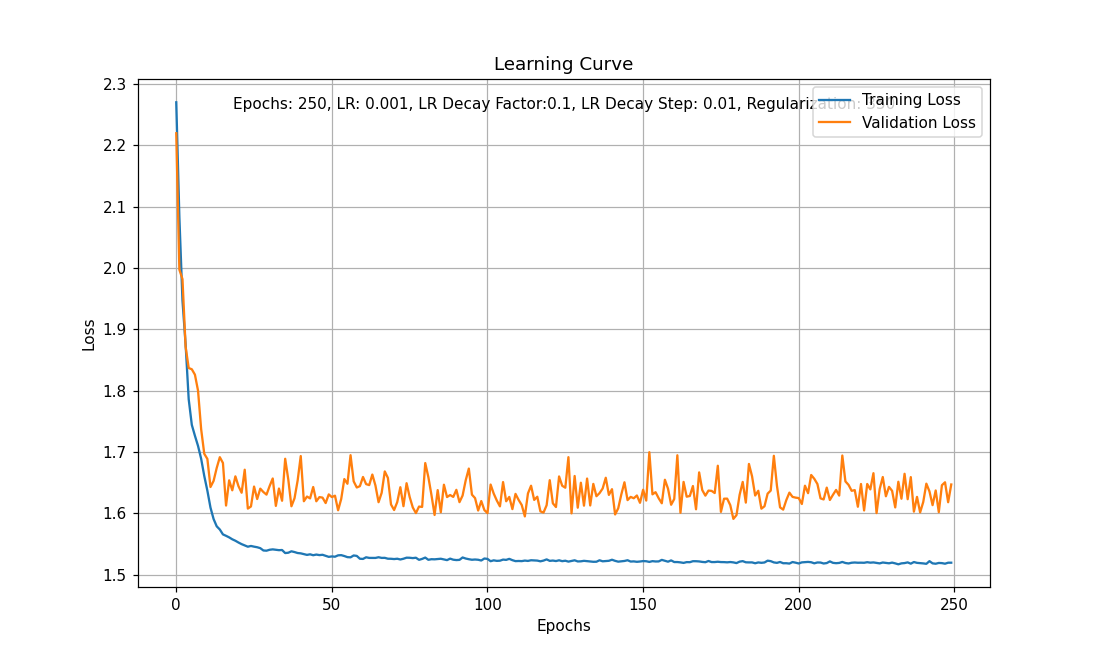 Learning Curve
Epochs: 250, LR: 0.001, LR Decay Factor:0.1, LR Decay Step: 0.01, Regularization: 350
Training Loss
Validation Loss
2.3
2.2
2.1
2.0
1.9
1.8
1.7
1.6
1.5
Loss
0 50 100 150 200 250
Epochs